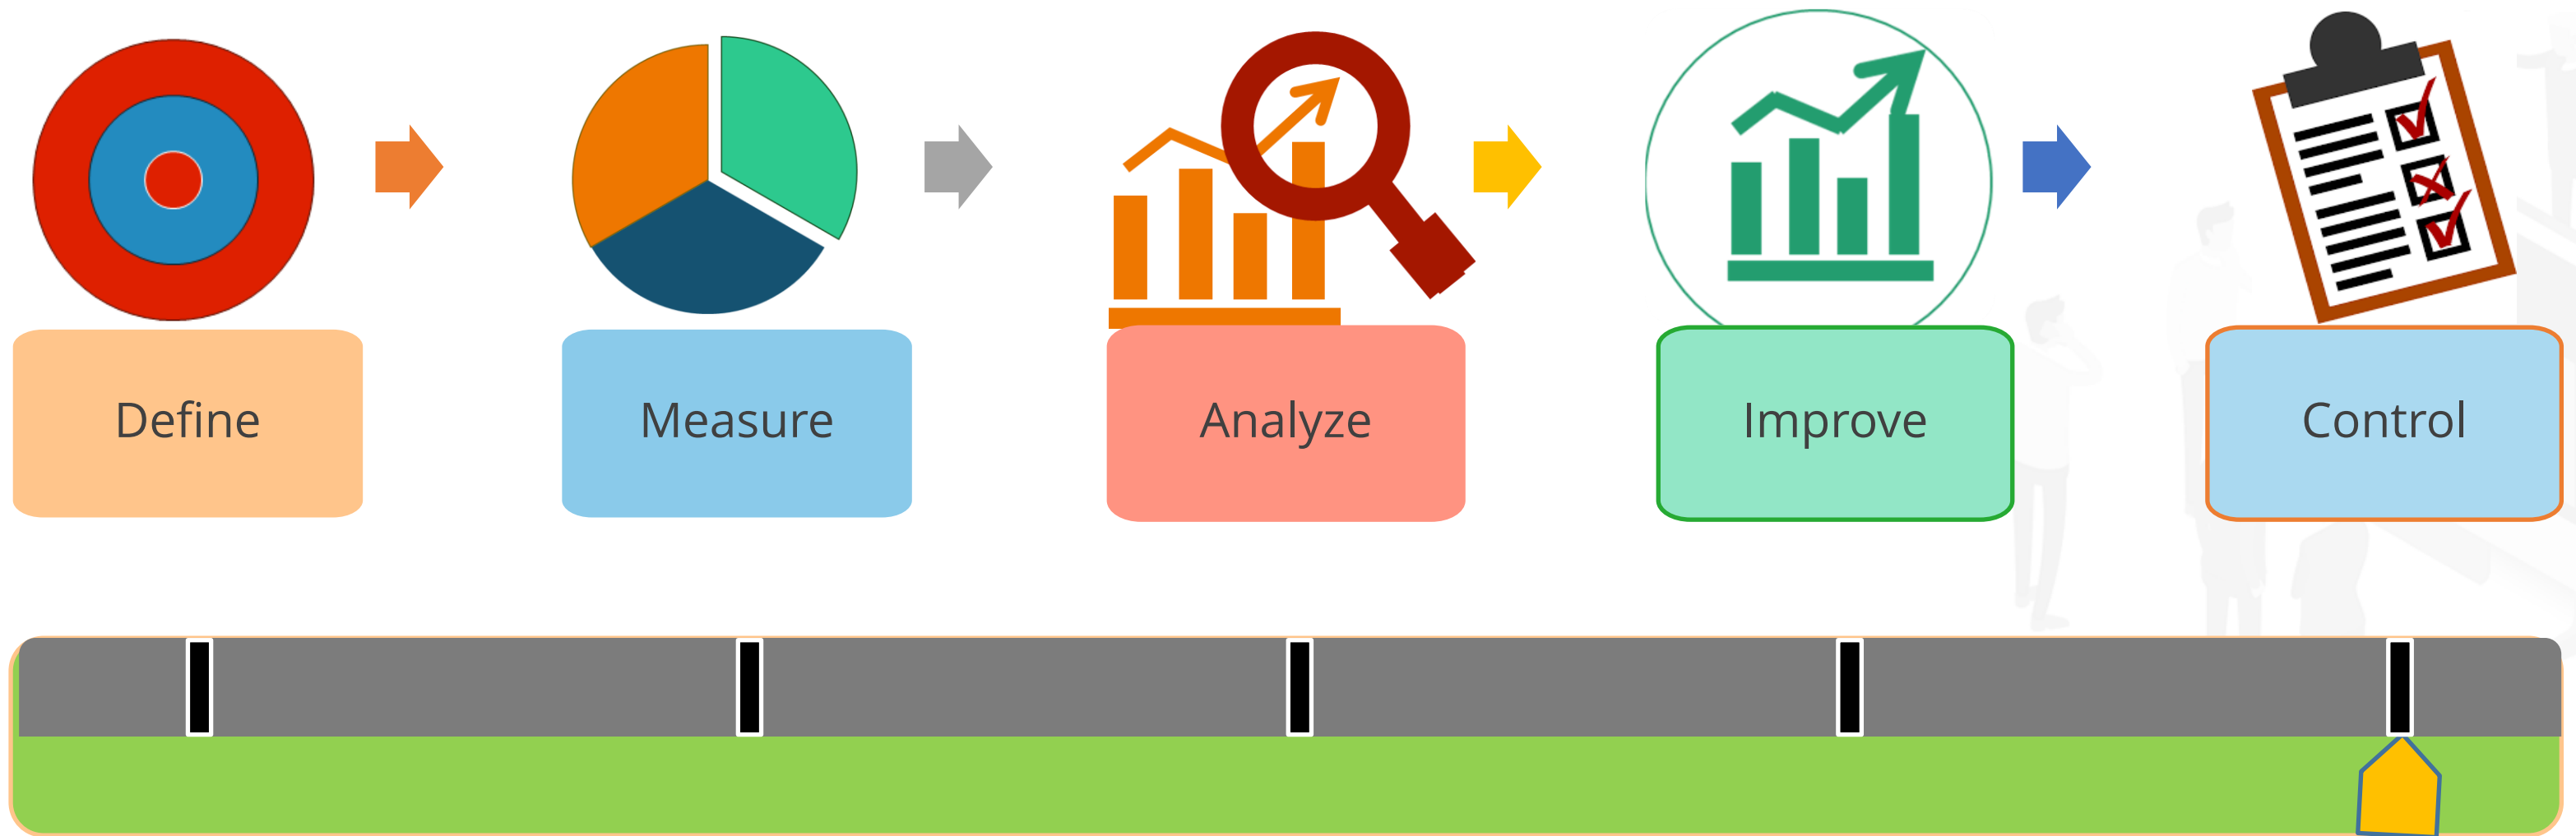 Define
Measure
Analyze
Improve
Control